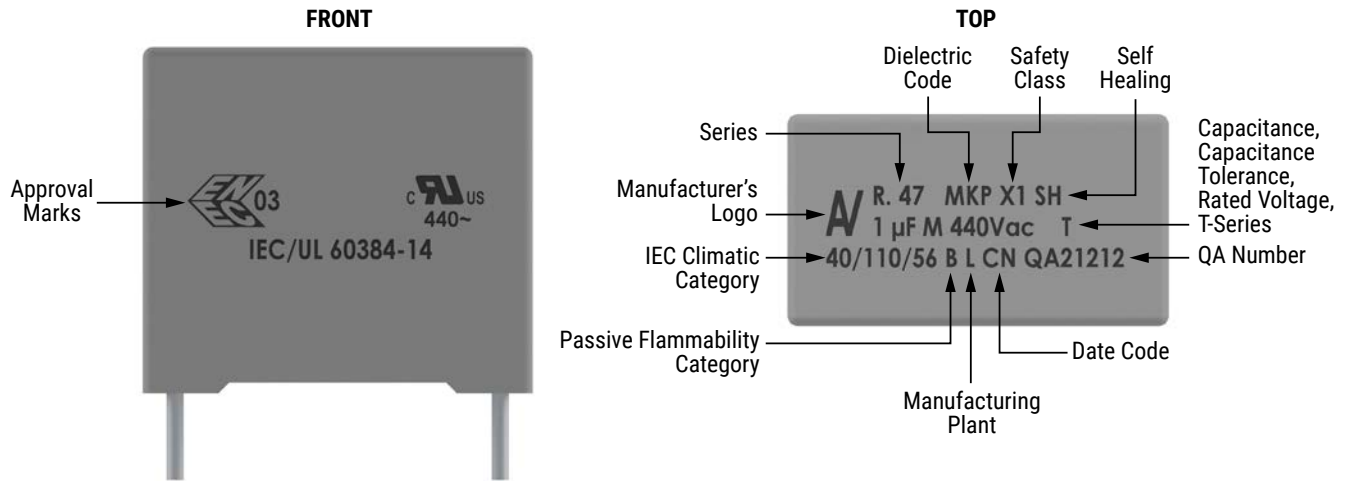 FRONT
Approval
Marks
03
C RU US
440~
IEC/UL 60384-14
TOP
Dielectric
Code
Safety
Class
Self
Healing
Series
Manufacturer's
Logo
IEC Climatic
Category
Passive Flammability
Category
R. 47 MKP X1 SH
1 µF M 440Vac T
40/110/56 B L CN QA21212
Capacitance,
Capacitance
Tolerance,
Rated Voltage,
T-Series
QA Number
Date Code
Manufacturing
Plant